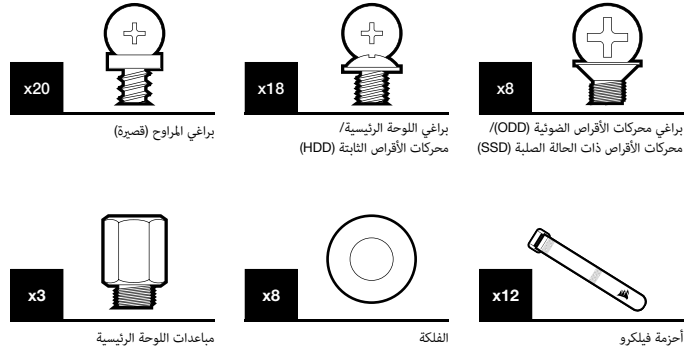 x8
براغي محركات الأقراص الضوئية (ODD)/
محركات الأقراص ذات الحالة الصلبة (SSD)
x18
براغي اللوحة الرئيسية/
محركات الأقراص الثابتة (HDD)
x20
براغي المراوح (قصيرة)
x12
أحزمة فيلكرو
x8
الفلكة
x3
مباعدات اللوحة الرئيسية